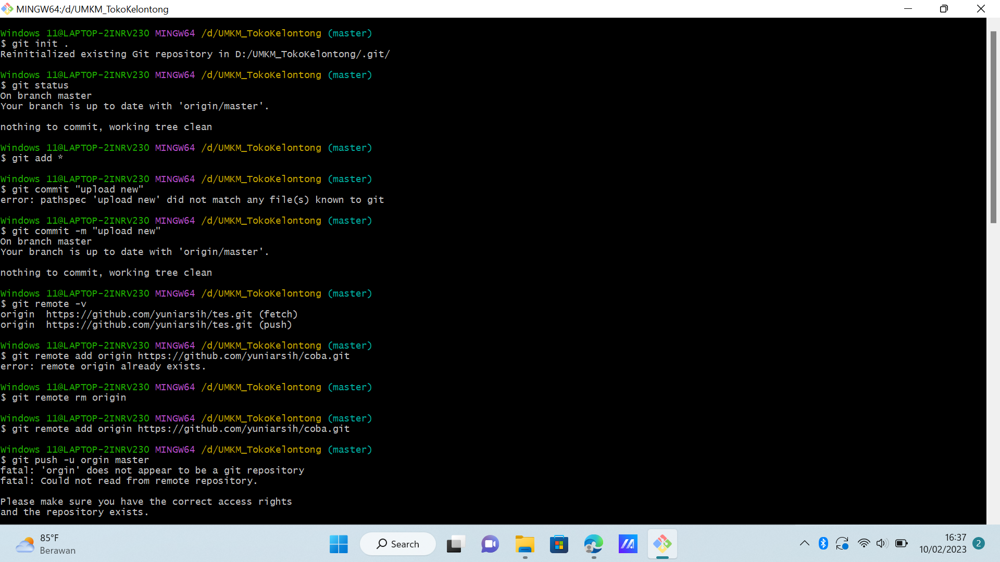 MINGW64:/d/UMKM_TokoKelontong
Windows 11@LAPTOP-2INRV230 MINGW64 /d/UMKM_TokoKelontong (master)
$ git init .
Reinitialized existing Git repository in D:/UMKM_TokoKelontong/.git/
Windows 11@LAPTOP-2INRV230 MINGW64 /d/UMKM_TokoKelontong (master)
$ git status
On branch master
Your branch is up to date with 'origin/master'.
nothing to commit, working tree clean
Windows 11@LAPTOP-2INRV230 MINGW64 /d/UMKM_TokoKelontong (master)
$ git add *
Windows 11@LAPTOP-2INRV230 MINGW64 /d/UMKM_TokoKelontong (master)
$ git commit "upload new"
error: pathspec 'upload new' did not match any file(s) known to git
Windows 11@LAPTOP-2INRV230 MINGW64 /d/UMKM_TokoKelontong (master)
$ git commit -m "upload new"
On branch master
Your branch is up to date with 'origin/master'.
nothing to commit, working tree clean
Windows 11@LAPTOP-2INRV230 MINGW64 /d/UMKM_TokoKelontong (master)
$ git remote -v
origin  https://github.com/yuniarsih/tes.git (fetch)
origin  https://github.com/yuniarsih/tes.git (push)
Windows 11@LAPTOP-2INRV230 MINGW64 /d/UMKM_TokoKelontong (master)
$ git remote add origin https://github.com/yuniarsih/coba.git
error: remote origin already exists.
Windows 11@LAPTOP-2INRV230 MINGW64 /d/UMKM_TokoKelontong (master)
$ git remote rm origin
Windows 11@LAPTOP-2INRV230 MINGW64 /d/UMKM_TokoKelontong (master)
$ git remote add origin https://github.com/yuniarsih/coba.git
Windows 11@LAPTOP-2INRV230 MINGW64 /d/UMKM_TokoKelontong (master)
$ git push -u orgin master
fatal: 'orgin' does not appear to be a git repository
fatal: Could not read from remote repository.
Please make sure you have the correct access rights
and the repository exists.
85°F
Berawan
Search
16:37
10/02/2023
2